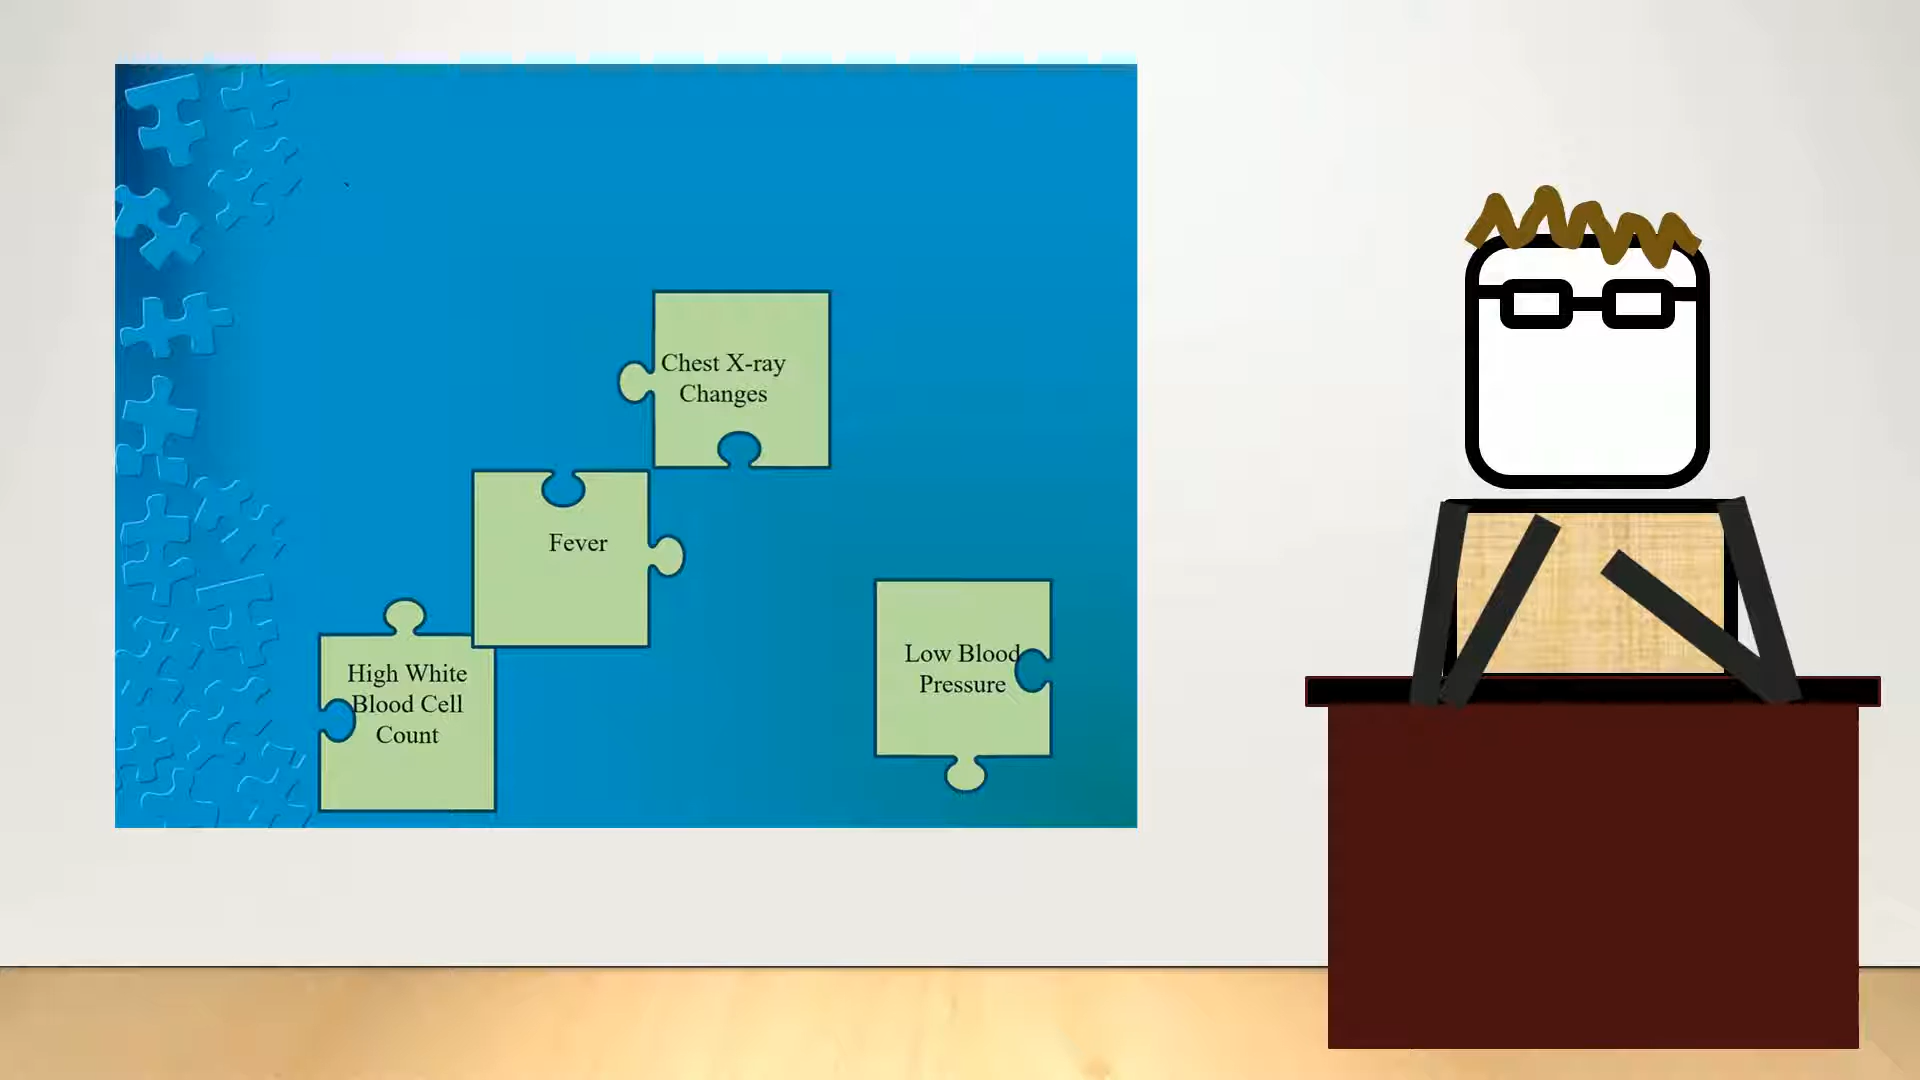 Chest X-ray
Changes
Fever
High White
Blood Cell
Count
Low Blood
Pressure